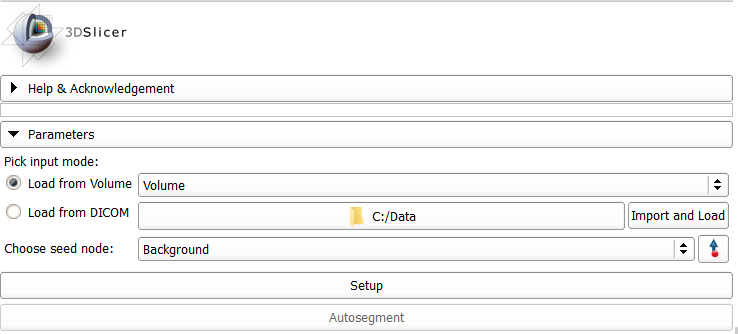 3DSlicer
Help & Acknowledgement
Parameters
Pick input mode:
Load from Volume Volume
Load from DICOM C:/Data Import and Load
Choose seed node: Background
Setup
Autosegment